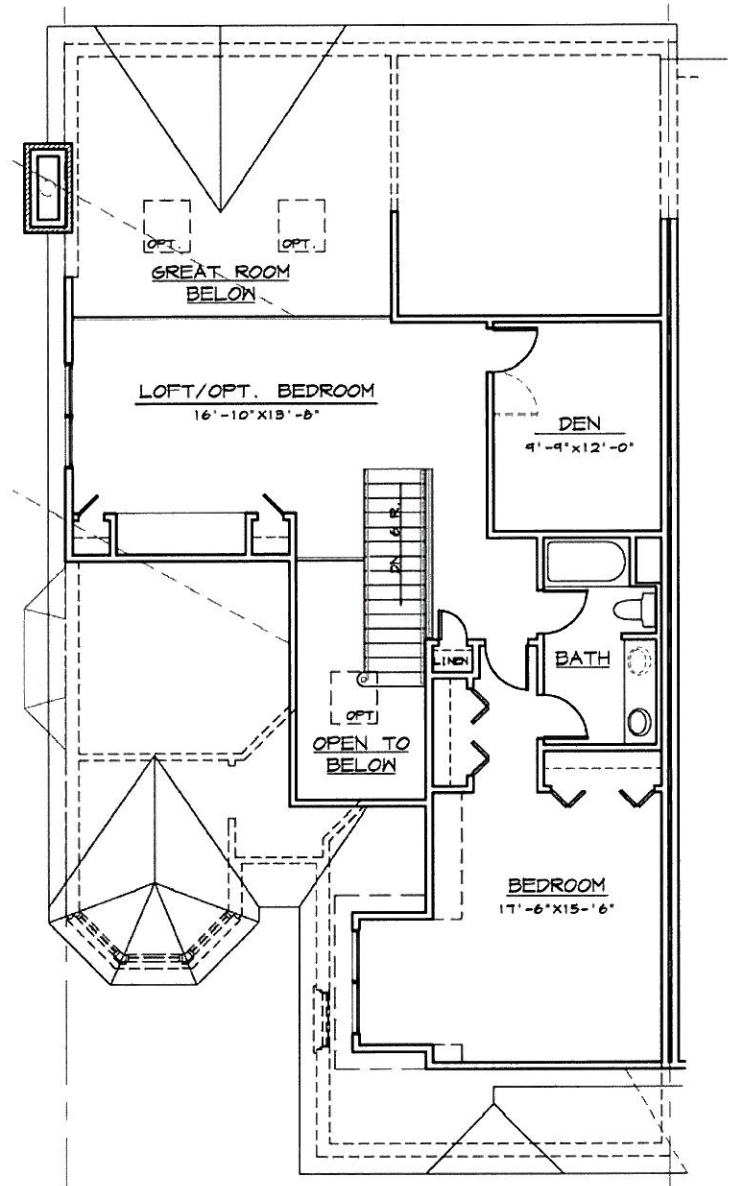 OPT.
OPT.
GREAT ROOM
BELOW
LOFT/OPT. BEDROOM
16'-10"X13'-8"
DEN
9'-9"x12'-0"
DN 6 R.
LINEN
BATH
OPT
OPEN TO
BELOW
BEDROOM
17'-6"X15-'6"